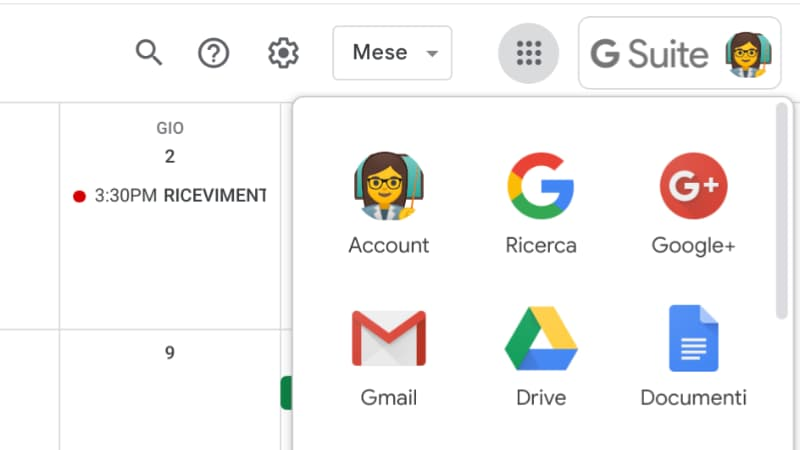 Mese
G Suite
GIO
2
3:30PM RICEVIMENT
9
Account
Ricerca
G+
Google+
Gmail
Drive
Documenti